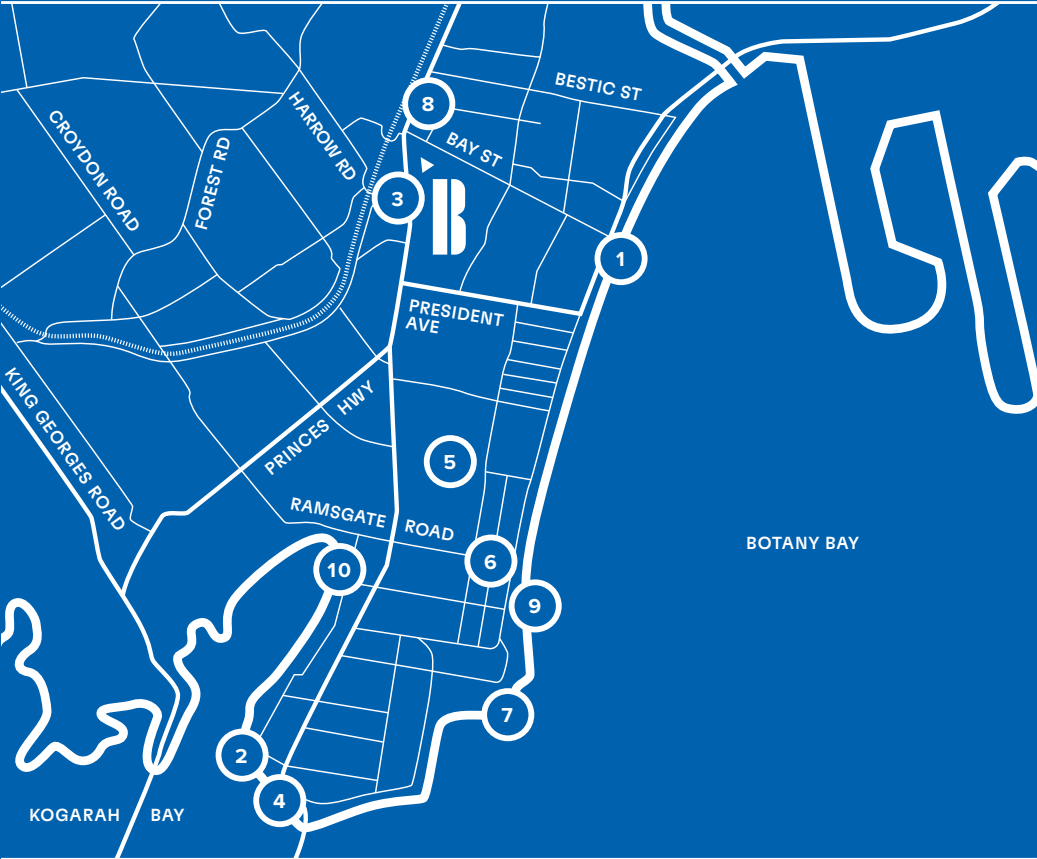 BESTIC ST
8
BAY ST
HARROW RD
CROYDON ROAD
FOREST RD
3
B
1
PRESIDENT
AVE
KING GEORGES ROAD
PRINCES HWY
5
RAMSGATE ROAD
BOTANY BAY
6
10
9
7
2
4
KOGARAH BAY